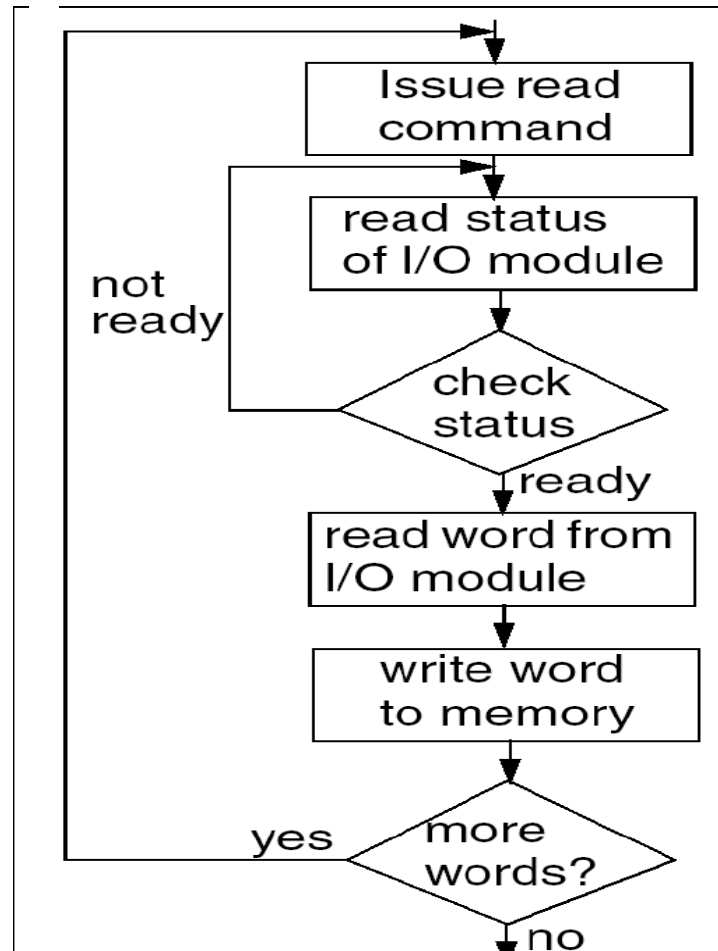 Issue read
command
read status
of I/O module
not
ready
check
status
ready
read word from
I/O module
write word
to memory
yes
more
words?
no